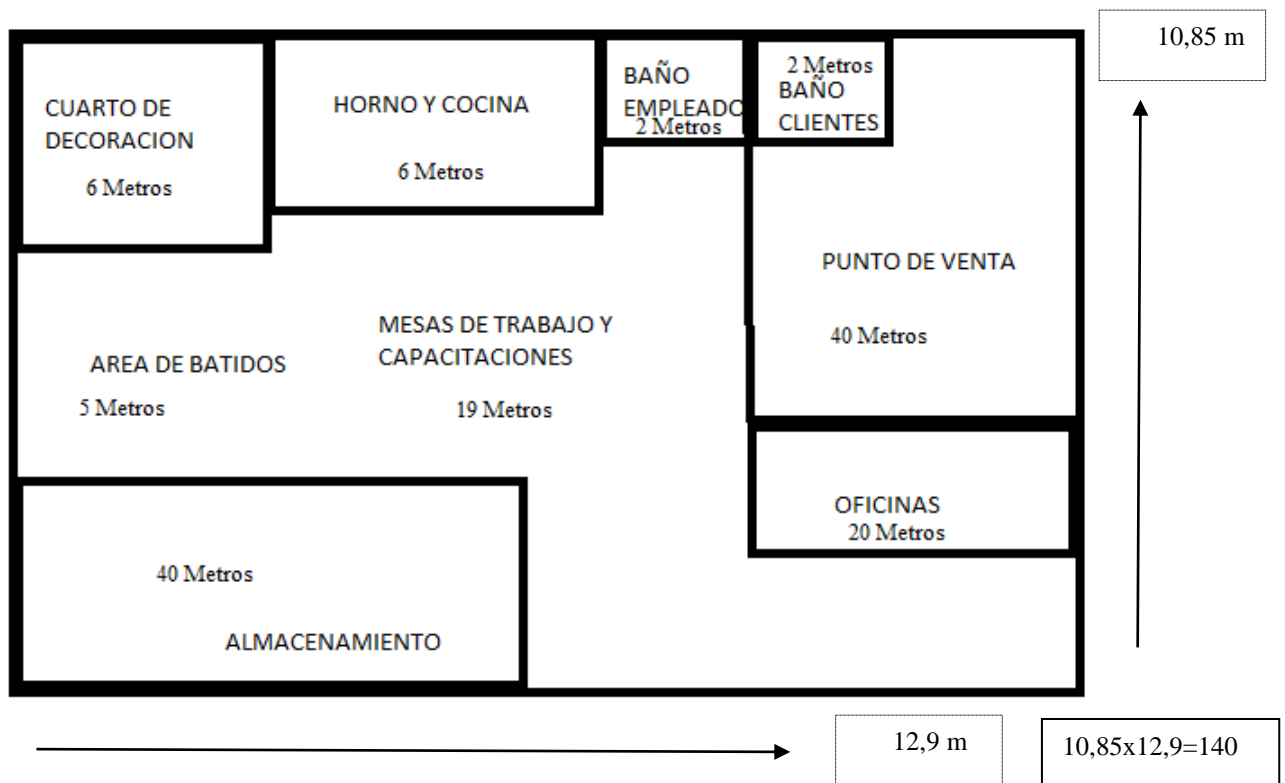 10,85 m
CUARTO DE
DECORACION
6 Metros
HORNO Y COCINA
6 Metros
BAÑO
EMPLEADO
2 Metros
2 Metros
BAÑO
CLIENTES
PUNTO DE VENTA
40 Metros
MESAS DE TRABAJO Y
CAPACITACIONES
19 Metros
AREA DE BATIDOS
5 Metros
OFICINAS
20 Metros
40 Metros
ALMACENAMIENTO
12,9 m
10,85x12,9=140